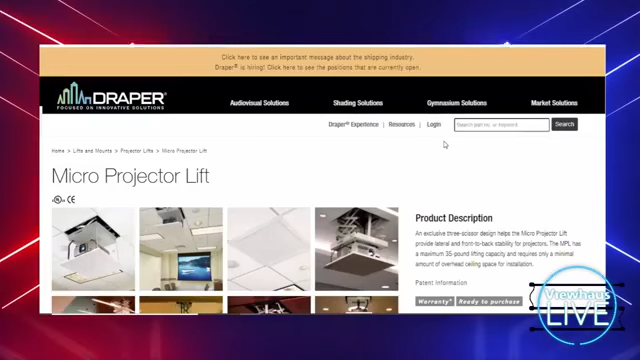 Click here to see an important message about the shipping industry.
Draper® is hiring! Click here to see the positions that are currently open.
DRAPER
FOCUSED ON INNOVATIVE SOLUTIONS
Audiovisual Solutions
Shading Solutions
Gymnasium Solutions
Market Solutions
Draper® Experience | Resources | Login
Search part no. or keyword
Search
Home > Lifts and Mounts > Projector Lifts > Micro Projector Lift
Micro Projector Lift
UL CE
Product Description
An exclusive three-scissor design helps the Micro Projector Lift
provide lateral and front-to-back stability for projectors. The MPL has
a maximum 35-pound lifting capacity and requires only a minimal
amount of overhead ceiling space for installation.
Patent Information
Warranty* Ready to purchase
Viewhaus
LIVE